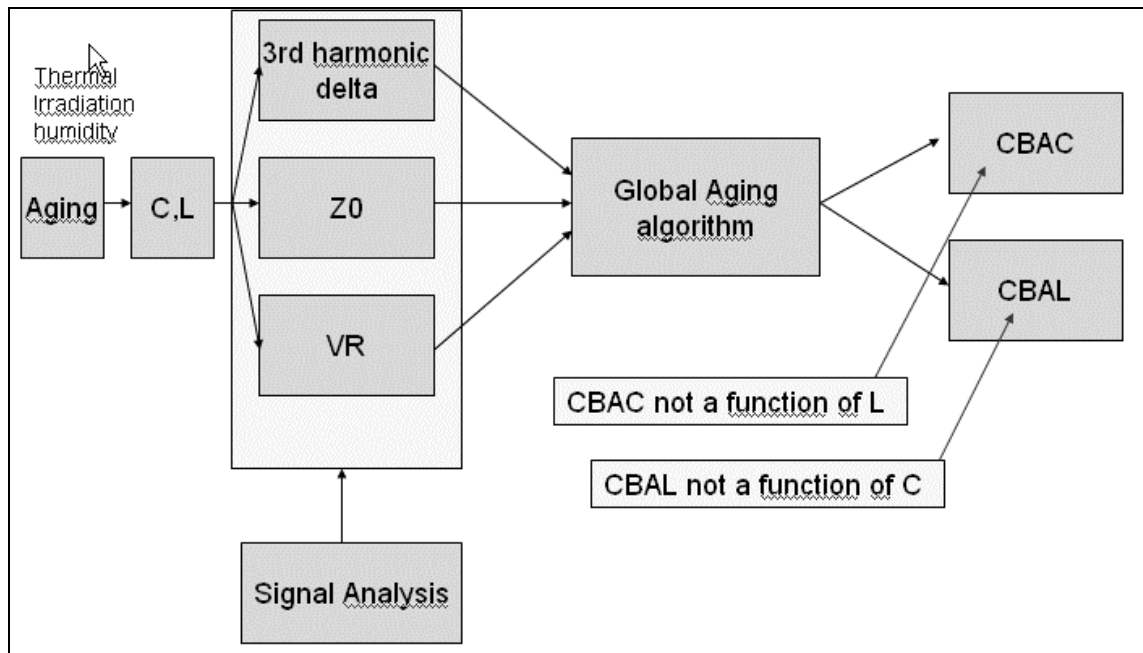 Thermal
Irradiation
humidity
Aging
C,L
3rd harmonic
delta
Z0
VR
Signal Analysis
Global Aging
algorithm
CBAC
CBAL
CBAC not a function of L
CBAL not a function of C